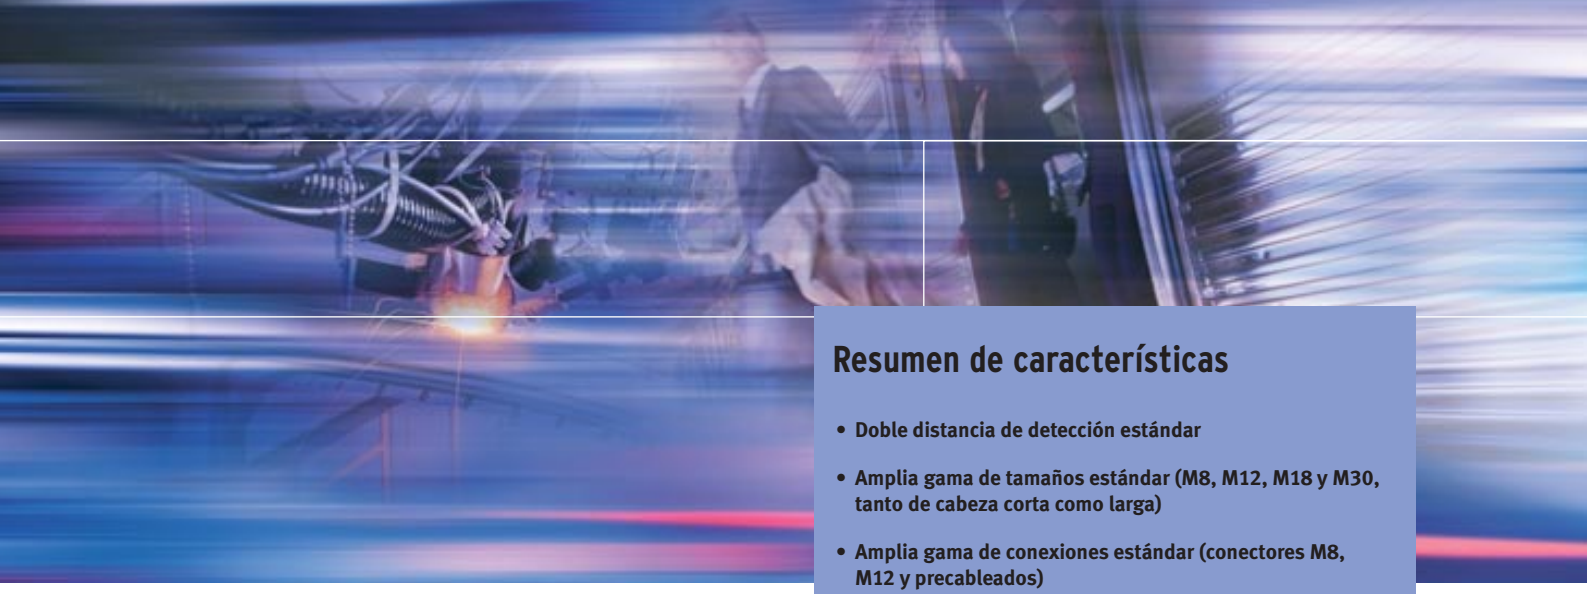 Resumen de características
• Doble distancia de detección estándar
• Amplia gama de tamaños estándar (M8, M12, M18 y M30,
tanto de cabeza corta como larga)
• Amplia gama de conexiones estándar (conectores M8,
M12 y precableados)